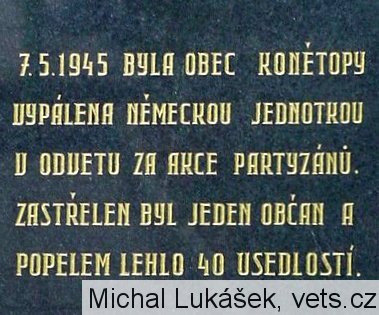 7.5.1945 BYLA OBEC KONĚTOPY
VYPÁLENA NĚMECKOU JEDNOTKOU
V ODVETU ZA AKCE PARTYZÁNŮ.
ZASTŘELEN BYL JEDEN OBČAN A
POPELEM LEHLO 40 USEDLOSTÍ.
Michal Lukášek, vets.cz